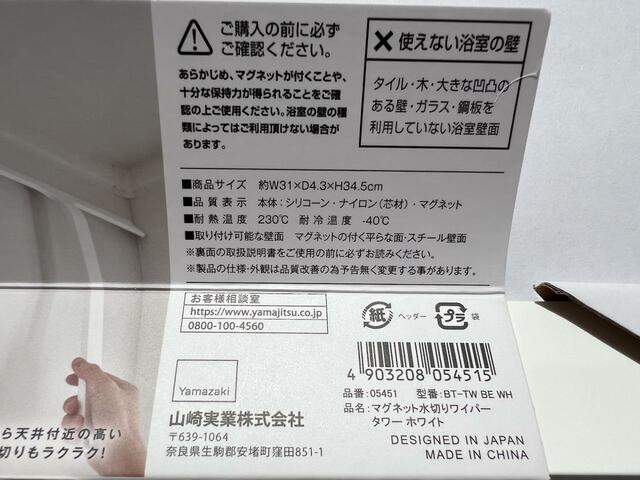 ご購入の前に必ず
ご確認ください。
あらかじめ、マグネットが付くことや、
十分な保持力が得られることをご確
認の上ご使用ください。浴室の壁の種
類によってはご利用頂けない場合が
あります。
使えない浴室の壁
タイル・木・大きな凹凸の
ある壁・ガラス・鋼板を
利用していない浴室壁面
■商品サイズ 約W31×D4.3×H34.5cm
■品質表示 本体:シリコーン・ナイロン(芯材)・マグネット
■耐熱温度 230℃ 耐冷温度 -40℃
■取り付け可能な壁面 マグネットの付く平らな面・スチール壁面
※裏面の取扱説明書をご使用の前に必ずお読みください。
※製品の仕様・外観は品質改善の為予告無く変更する事があります。
お客様相談室
https://www.yamajitsu.co.jp
0800-100-4560
紙 ヘッダー プラ 袋
Yamazaki
4 903208 054515
品番:05451 型番:BT-TW BE WH
品名:マグネット水切りワイパー
タワー ホワイト
山崎実業株式会社
〒639-1064
奈良県生駒郡安堵町窪田851-1
DESIGNED IN JAPAN
MADE IN CHINA
ら天井付近の高い
切りもラクラク!